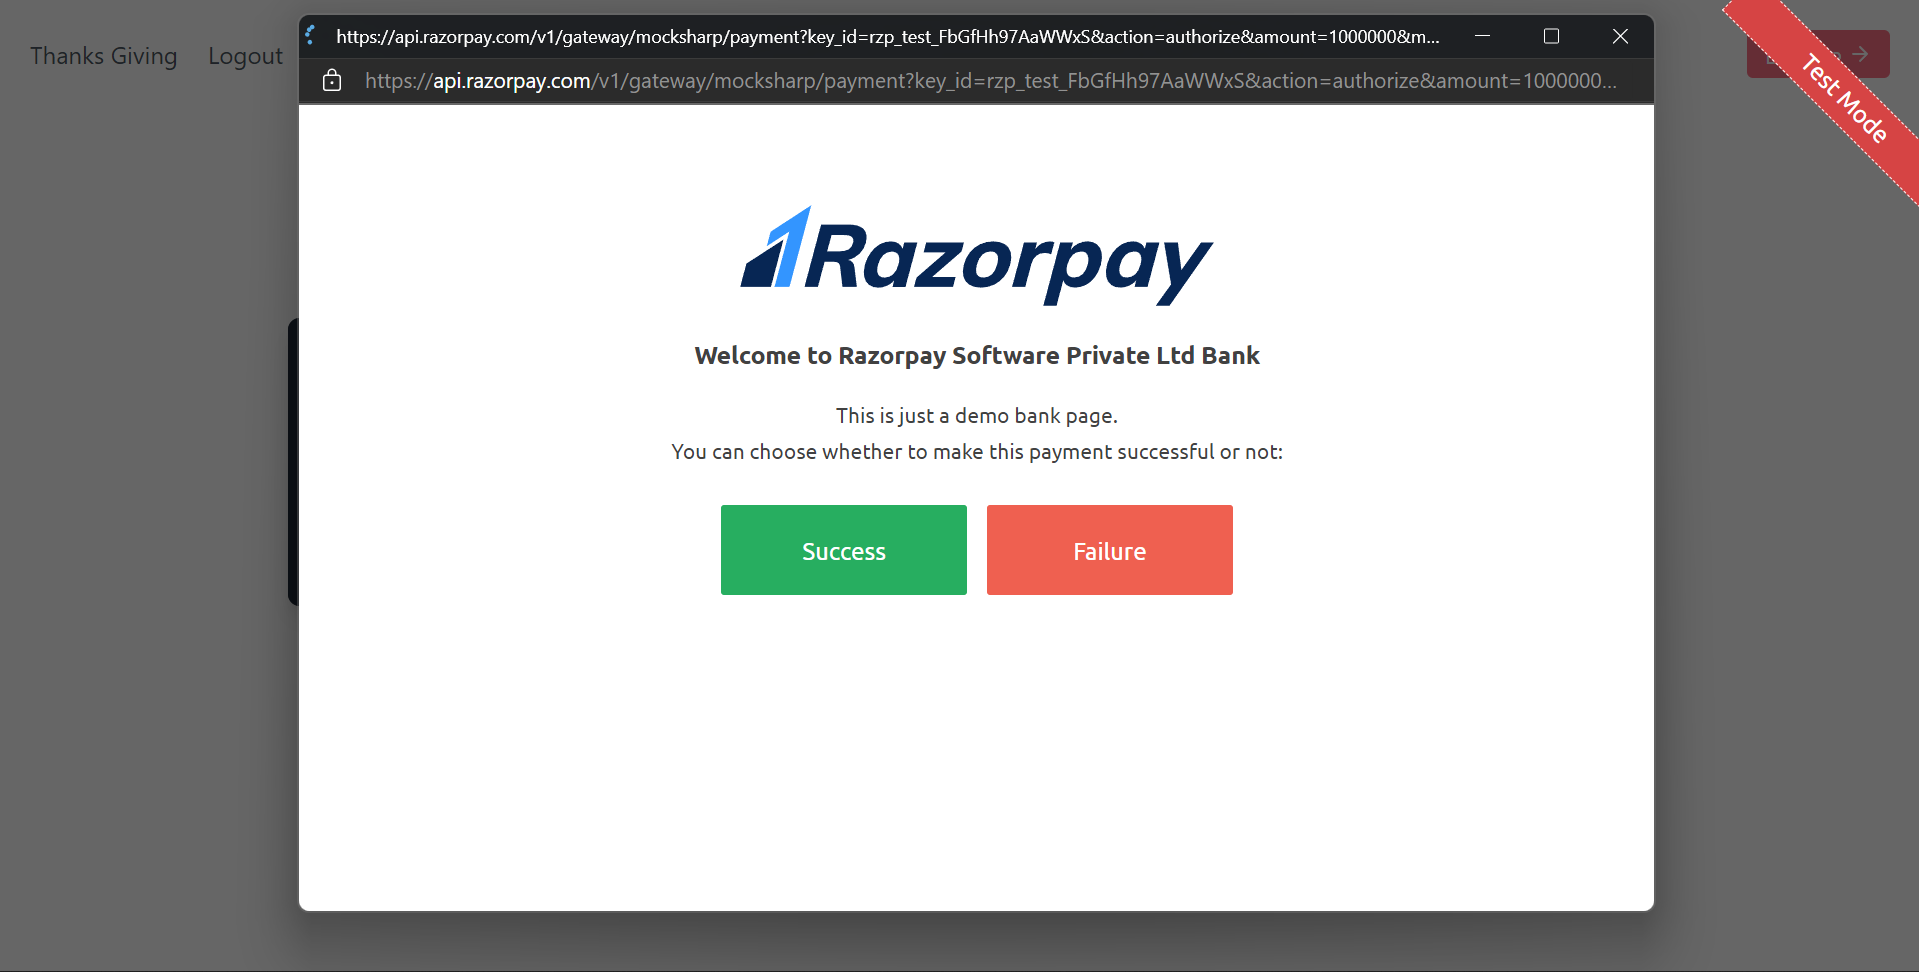 Thanks Giving Logout
https://api.razorpay.com/v1/gateway/mocksharp/payment?key_id=rzp_test_FbGfHh97AaWWxS&action=authorize&amount=1000000&m...
https://api.razorpay.com/v1/gateway/mocksharp/payment?key_id=rzp_test_FbGfHh97AaWWxS&action=authorize&amount=1000000...
Test Mode
Razorpay
Welcome to Razorpay Software Private Ltd Bank
This is just a demo bank page.
You can choose whether to make this payment successful or not:
Success
Failure